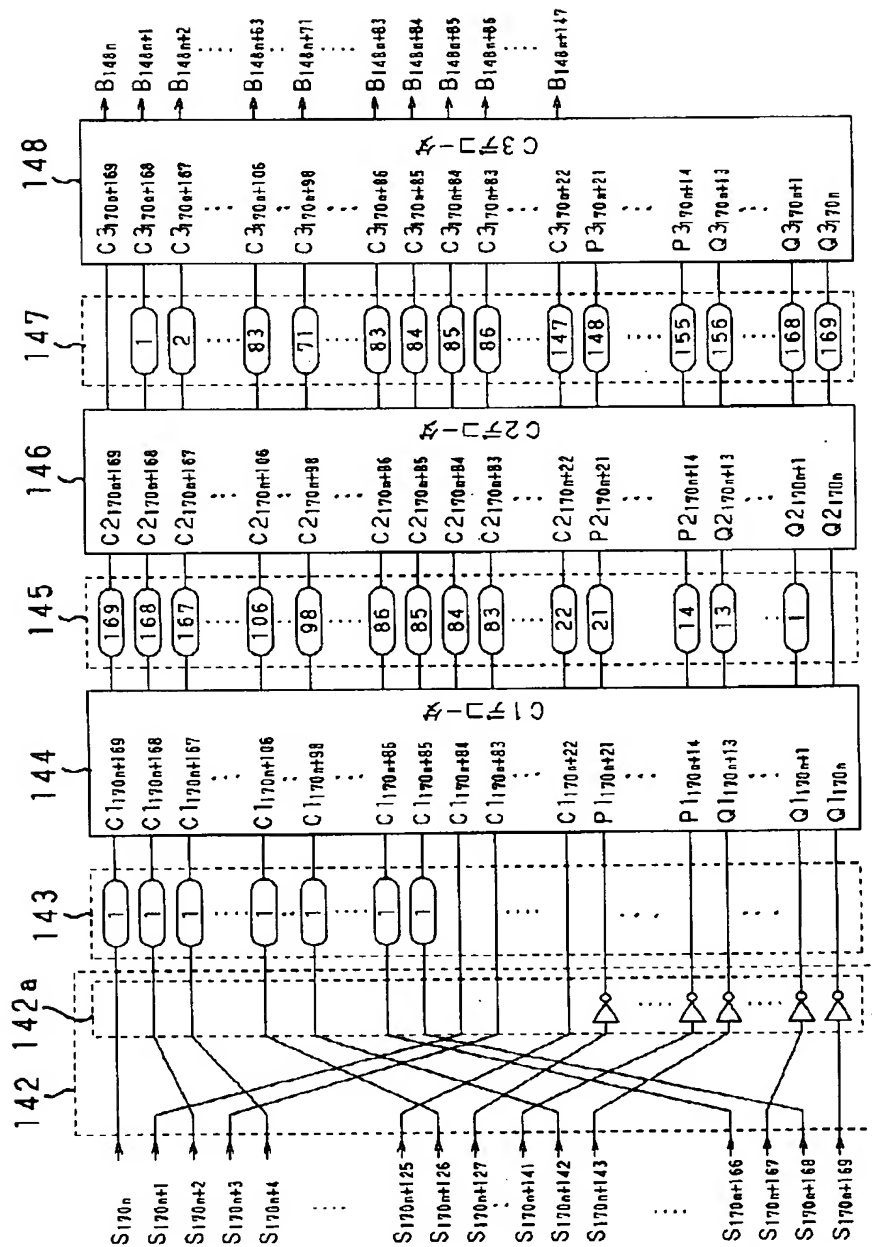 142
142a
S170n
S170n+1
S170n+2
S170n+3
S170n+4
.....
S170n+125
S170n+126
S170n+127
.....
S170n+141
S170n+142
S170n+143
.....
S170n+166
S170n+167
S170n+168
S170n+169
143
1
1
1
.....
1
.....
1
.....
1
1
.....
144
C1デコーダ
C1170n+169
C1170n+168
C1170n+167
.....
C1170n+106
C1170n+98
.....
C1170n+86
C1170n+85
C1170n+84
C1170n+83
.....
C1170n+22
P1170n+21
.....
P1170n+14
Q1170n+13
.....
Q1170n+1
Q1170n
145
169
168
167
.....
106
98
.....
86
85
84
83
.....
22
21
.....
14
13
...
1
146
C2デコーダ
C2170n+169
C2170n+168
C2170n+167
.....
C2170n+106
C2170n+98
.....
C2170n+86
C2170n+85
C2170n+84
C2170n+83
.....
C2170n+22
P2170n+21
.....
P2170n+14
Q2170n+13
.....
Q2170n+1
Q2170n
147
1
2
.....
83
71
.....
83
84
85
86
.....
147
148
.....
155
156
.....
168
169
148
C3デコーダ
C3170n+169
C3170n+168
C3170n+167
.....
C3170n+106
C3170n+98
.....
C3170n+86
C3170n+85
C3170n+84
C3170n+83
.....
C3170n+22
P3170n+21
.....
P3170n+14
Q3170n+13
.....
Q3170n+1
Q3170n
B148n
B148n+1
B148n+2
.....
B148n+63
B148n+71
.....
B148n+83
B148n+84
B148n+85
B148n+86
.....
B148n+147